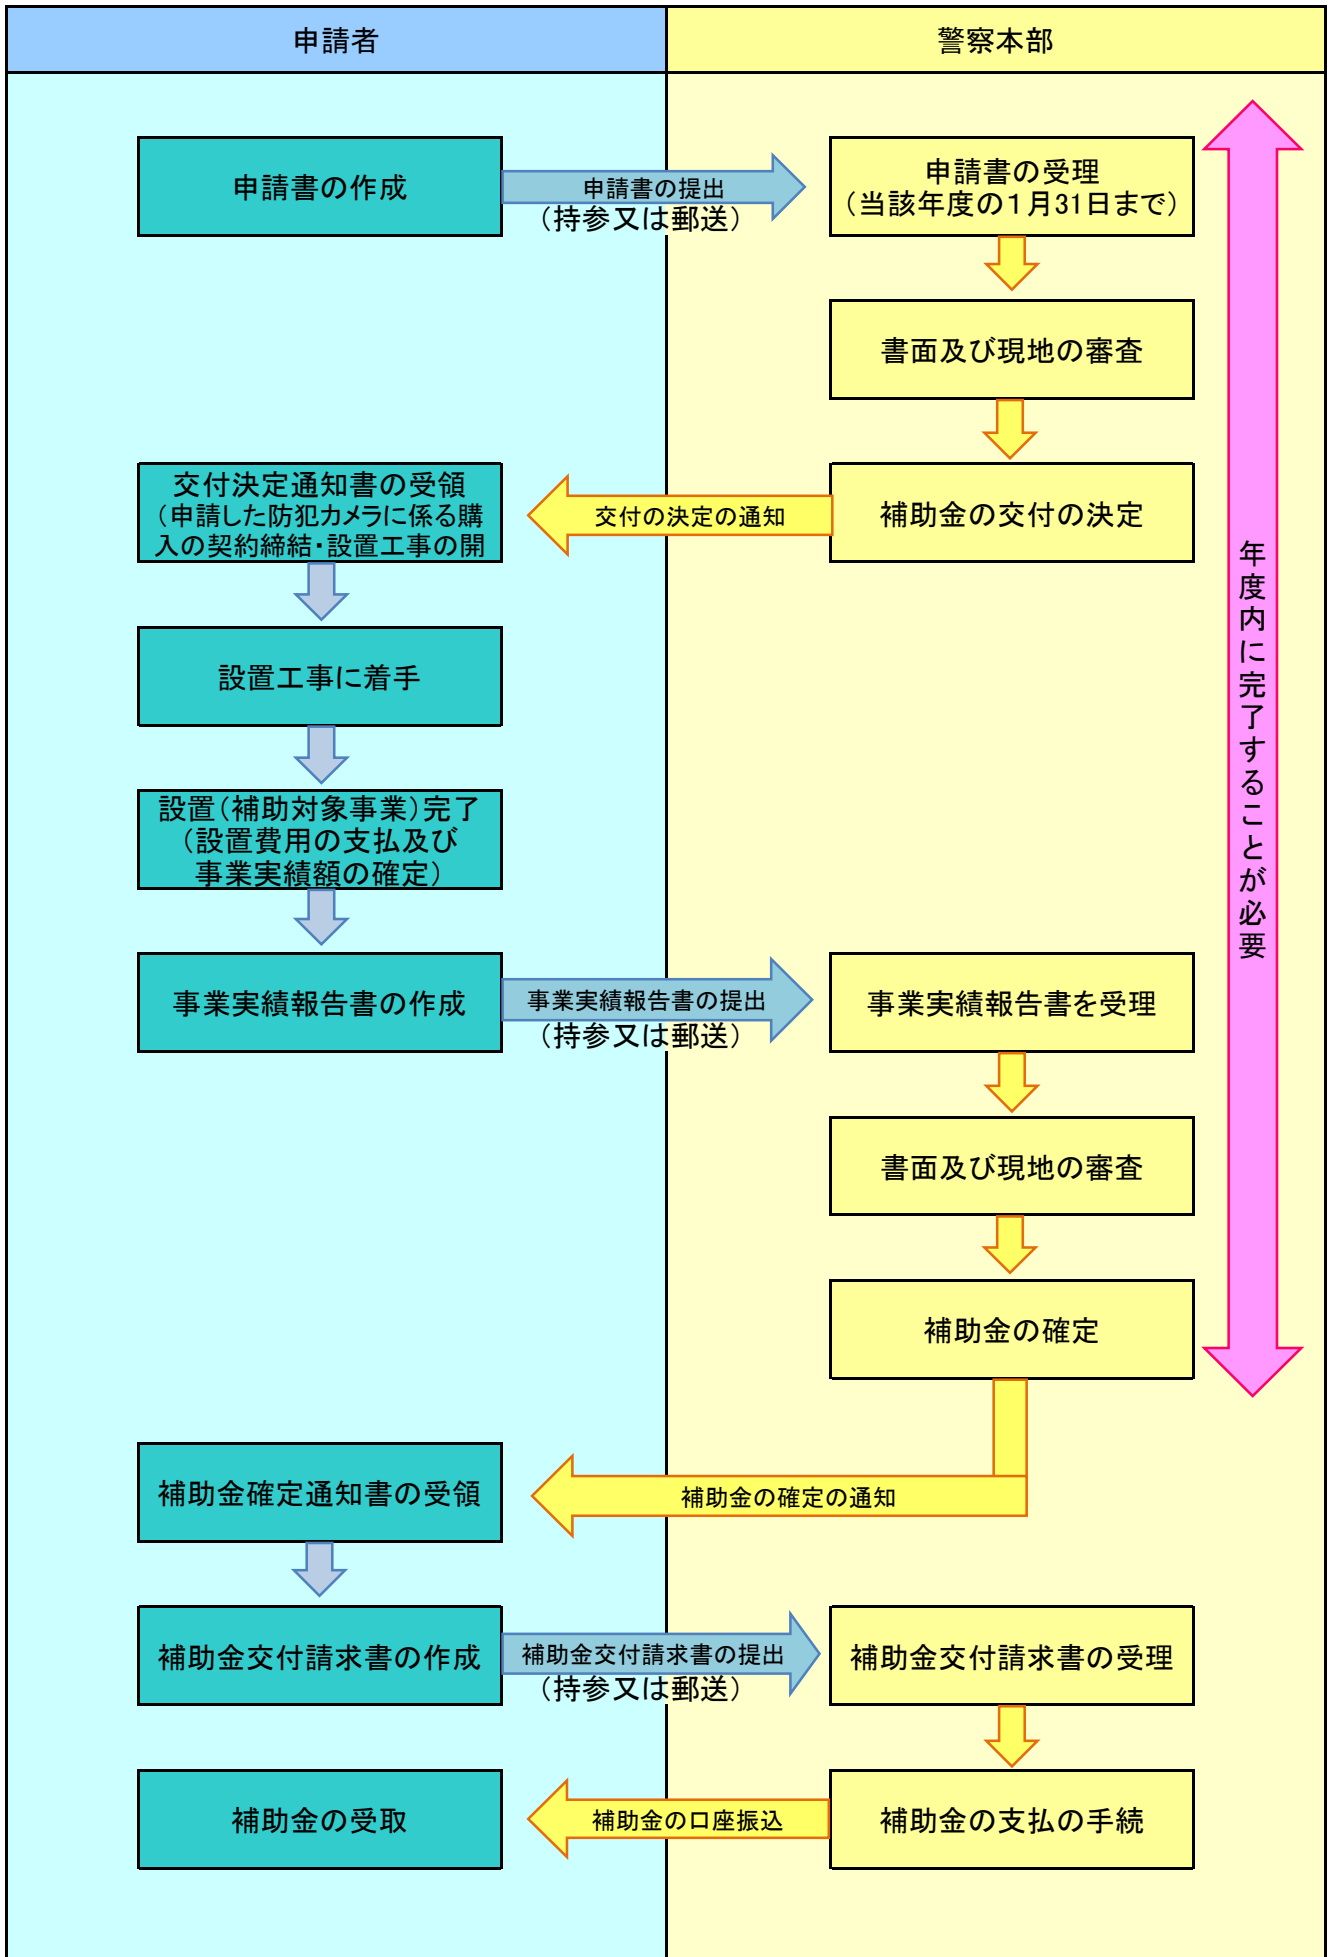 申請者
警察本部
申請書の作成
申請書の提出
（持参又は郵送）
申請書の受理
（当該年度の１月31日まで）
書面及び現地の審査
交付決定通知書の受領
（申請した防犯カメラに係る購
入の契約締結・設置工事の開
交付の決定の通知
補助金の交付の決定
設置工事に着手
設置（補助対象事業）完了
（設置費用の支払及び
事業実績額の確定）
事業実績報告書の作成
事業実績報告書の提出
（持参又は郵送）
事業実績報告書を受理
書面及び現地の審査
補助金の確定
年度内に完了することが必要
補助金確定通知書の受領
補助金の確定の通知
補助金交付請求書の作成
補助金交付請求書の提出
（持参又は郵送）
補助金交付請求書の受理
補助金の受取
補助金の口座振込
補助金の支払の手続